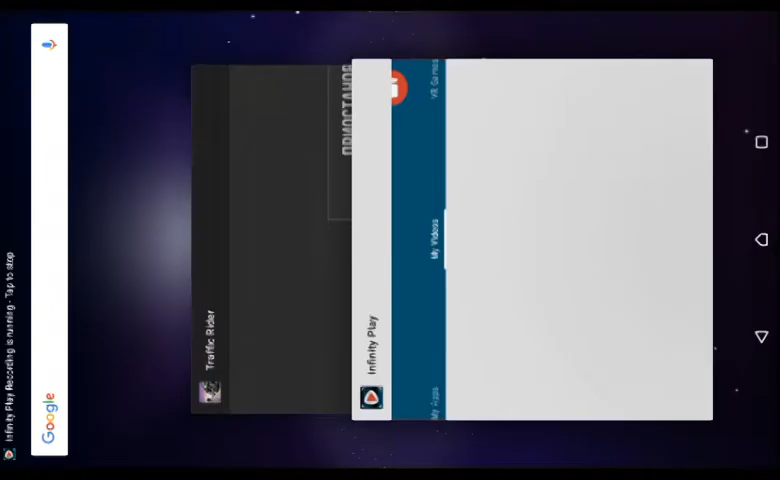 Infinity Play Recording is running - Tap to stop
Google
Traffic Rider
ПРИОСТАНОВ
Infinity Play
My Apps
My Videos
VR Games